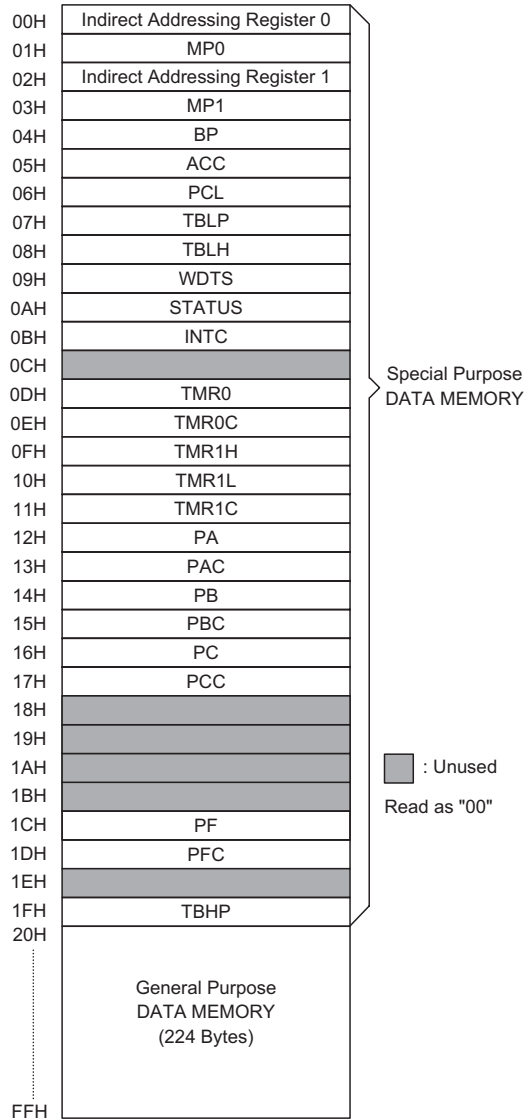 00H Indirect Addressing Register 0
01H MP0
02H Indirect Addressing Register 1
03H MP1
04H BP
05H ACC
06H PCL
07H TBLP
08H TBLH
09H WDTS
0AH STATUS
0BH INTC
0CH
0DH TMR0
0EH TMR0C
0FH TMR1H
10H TMR1L
11H TMR1C
12H PA
13H PAC
14H PB
15H PBC
16H PC
17H PCC
18H
19H
1AH
1BH
1CH PF
1DH PFC
1EH
1FH TBHP
20H
General Purpose
DATA MEMORY
(224 Bytes)
FFH
Special Purpose
DATA MEMORY
: Unused
Read as "00"